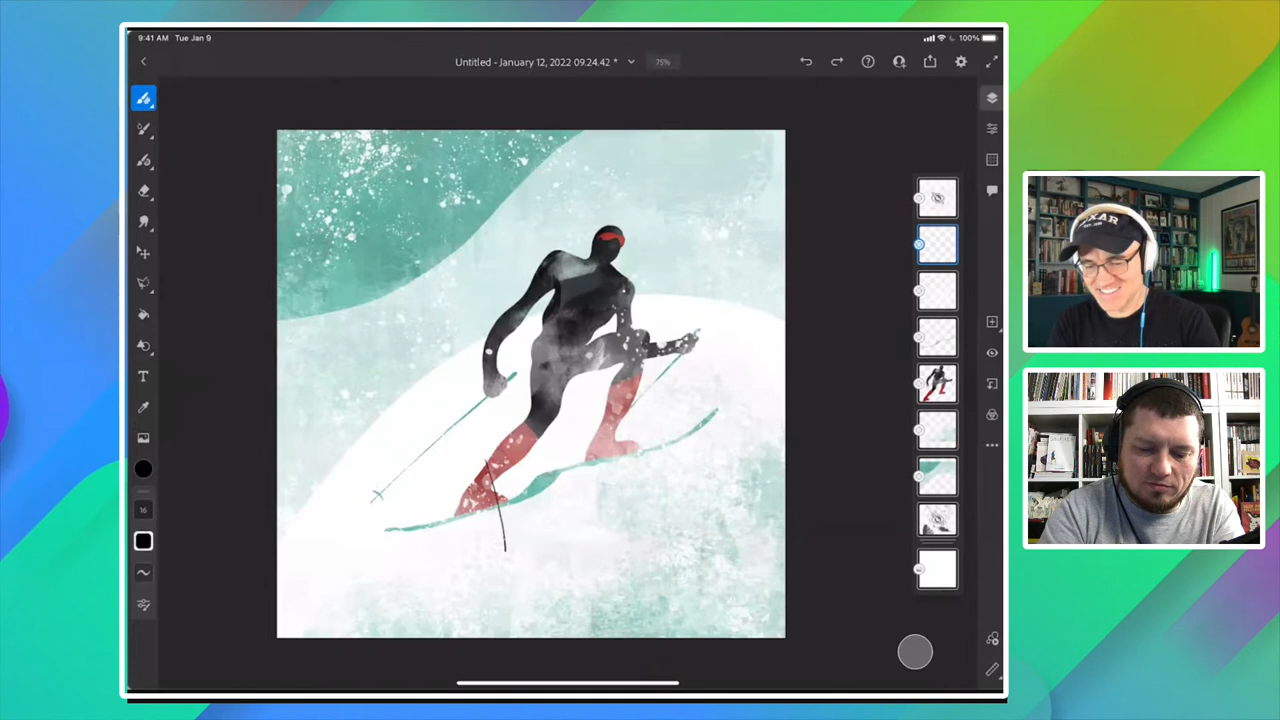 9:41 AM Tue Jan 9
100%
Untitled - January 12, 2022 09.24.42 *
75%
T
16